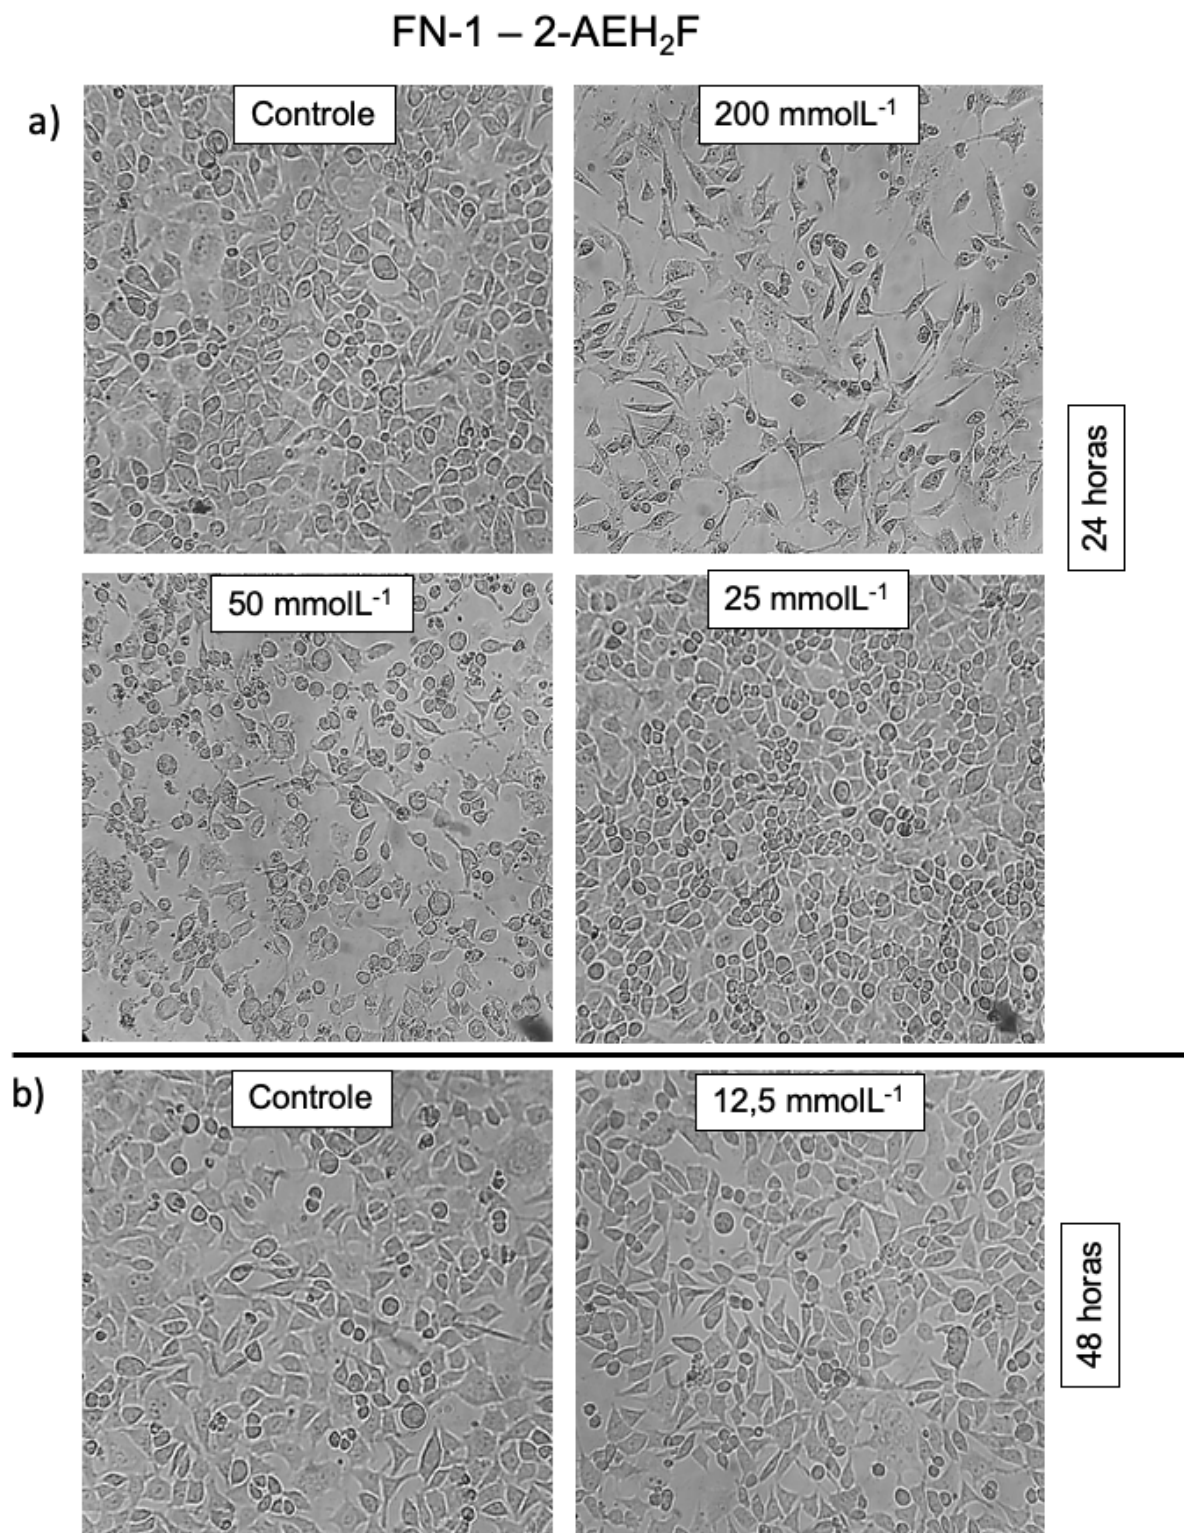 FN-1 – 2-AEH₂F
a)
Controle
200 mmolL⁻¹
24 horas
50 mmolL⁻¹
25 mmolL⁻¹
b)
Controle
12,5 mmolL⁻¹
48 horas